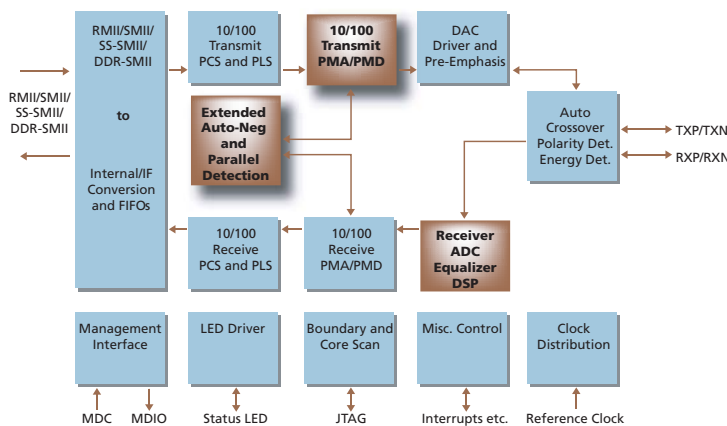 RMII/SMII/
SS-SMII/
DDR-SMII
RMII/SMII/
SS-SMII/
DDR-SMII
to
Internal/IF
Conversion
and FIFOs
10/100
Transmit
PCS and PLS
10/100
Transmit
PMA/PMD
DAC
Driver and
Pre-Emphasis
Extended
Auto-Neg
and
Parallel
Detection
Auto
Crossover
Polarity Det.
Energy Det.
TXP/TXN
RXP/RXN
10/100
Receive
PCS and PLS
10/100
Receive
PMA/PMD
Receiver
ADC
Equalizer
DSP
Management
Interface
LED Driver
Boundary and
Core Scan
Misc. Control
Clock
Distribution
MDC
MDIO
Status LED
JTAG
Interrupts etc.
Reference Clock